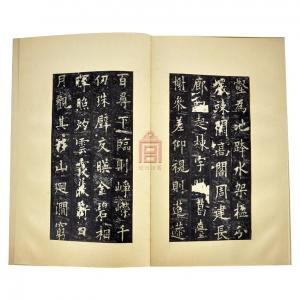 壑為池跨水架楹分
巖竦闕高閣周建長
廊四起棟宇膠葛臺
榭參差仰視則迢遰
百尋下臨則崢嶸千
仞珠璧交映金碧相
暉照灼雲霞蔽虧日
月觀其移山迴澗窮